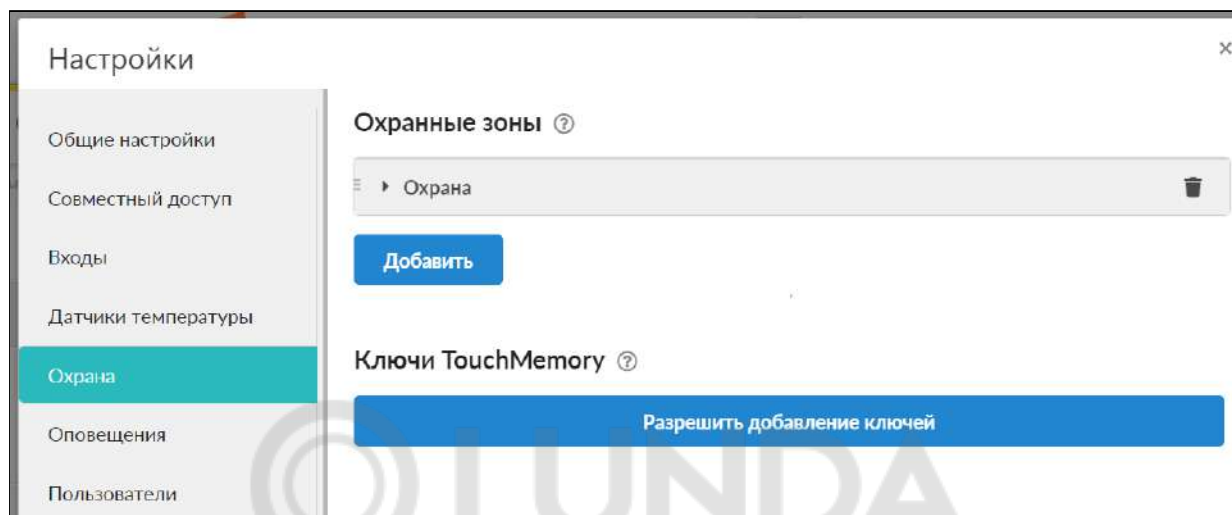 Настройки
Общие настройки
Совместный доступ
Входы
Датчики температуры
Охрана
Оповещения
Пользователи
Охранные зоны ?
Охрана
Добавить
Ключи TouchMemory ?
Разрешить добавление ключей
LUNDA